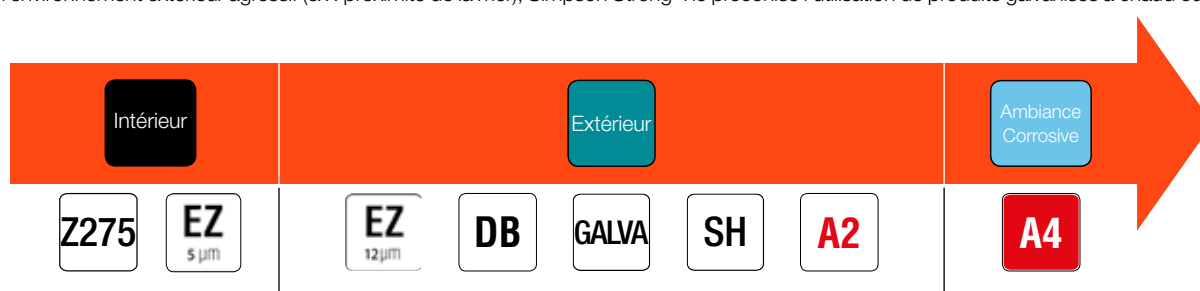 Intérieur
Extérieur
Ambiance
Corrosive
Z275
EZ
5 µm
EZ
12µm
DB
GALVA
SH
A2
A4